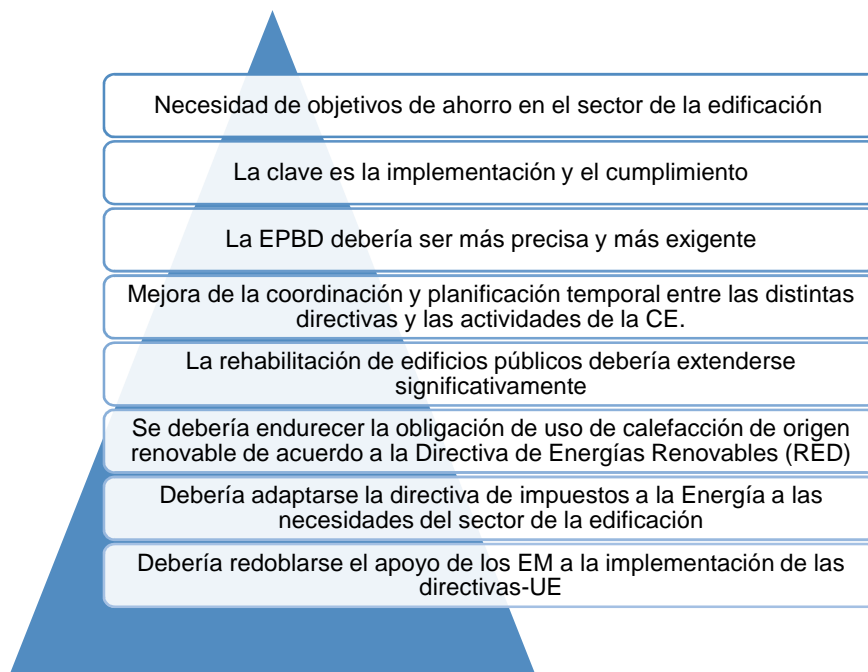 Necesidad de objetivos de ahorro en el sector de la edificación
La clave es la implementación y el cumplimiento
La EPBD debería ser más precisa y más exigente
Mejora de la coordinación y planificación temporal entre las distintas
directivas y las actividades de la CE.
La rehabilitación de edificios públicos debería extenderse
significativamente
Se debería endurecer la obligación de uso de calefacción de origen
renovable de acuerdo a la Directiva de Energías Renovables (RED)
Debería adaptarse la directiva de impuestos a la Energía a las
necesidades del sector de la edificación
Debería redoblarse el apoyo de los EM a la implementación de las
directivas-UE